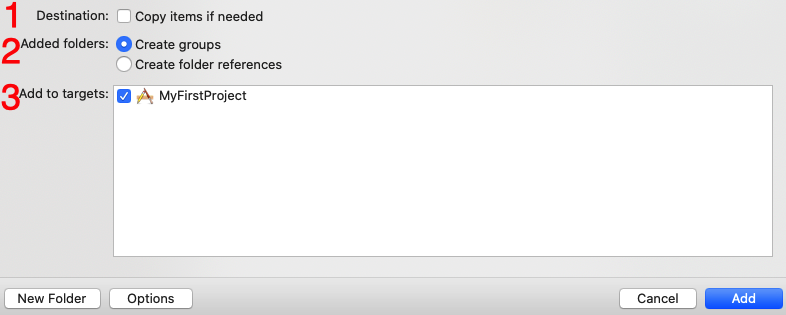 1 Destination: Copy items if needed
2 Added folders: Create groups
Create folder references
3 Add to targets: MyFirstProject
New Folder Options Cancel Add